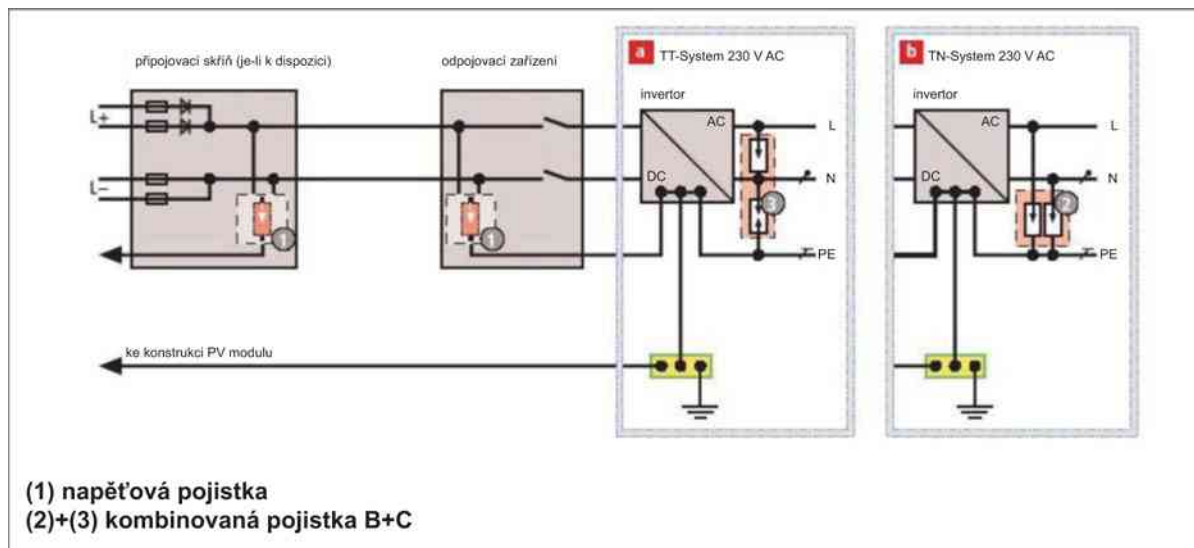 připojovací skříň (je-li k dispozici)
odpojovací zařízení
a TT-System 230 V AC
b TN-System 230 V AC
invertor
invertor
L+
L–
1
1
AC
DC
L
N
PE
3
AC
DC
L
N
PE
2
ke konstrukci PV modulu
(1) napěťová pojistka
(2)+(3) kombinovaná pojistka B+C